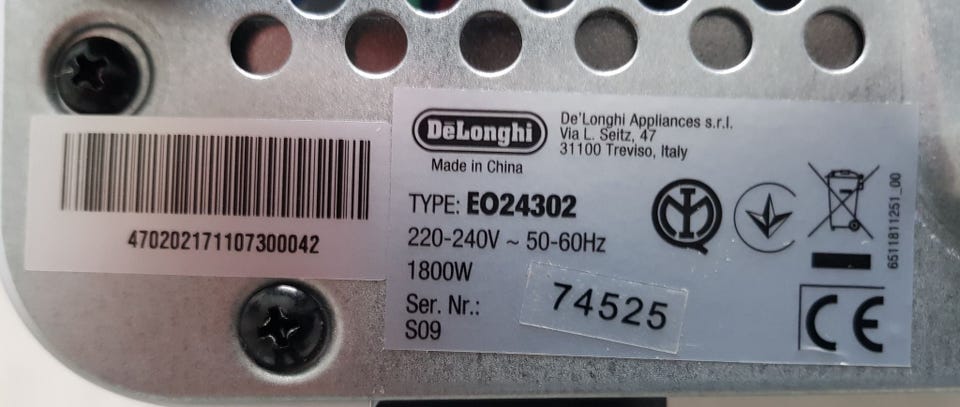 470202171107300042
DeLonghi
Made in China
De'Longhi Appliances s.r.l.
Via L. Seitz, 47
31100 Treviso, Italy
TYPE: EO24302
220-240V ~ 50-60Hz
1800W
Ser. Nr.:
S09
74525
CE
6511811251_00